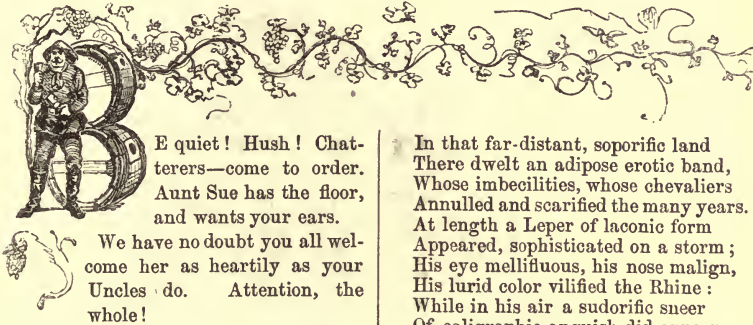 BE quiet! Hush! Chat-
terers—come to order.
Aunt Sue has the floor,
and wants your ears.
We have no doubt you all wel-
come her as heartily as your
Uncles do. Attention, the
whole!
In that far-distant, soporific land
There dwelt an adipose erotic band,
Whose imbecilities, whose chevaliers
Annulled and scarified the many years.
At length a Leper of laconic form
Appeared, sophisticated on a storm;
His eye mellifluous, his nose malign,
His lurid color vilified the Rhine:
While in his air a sudorific sneer